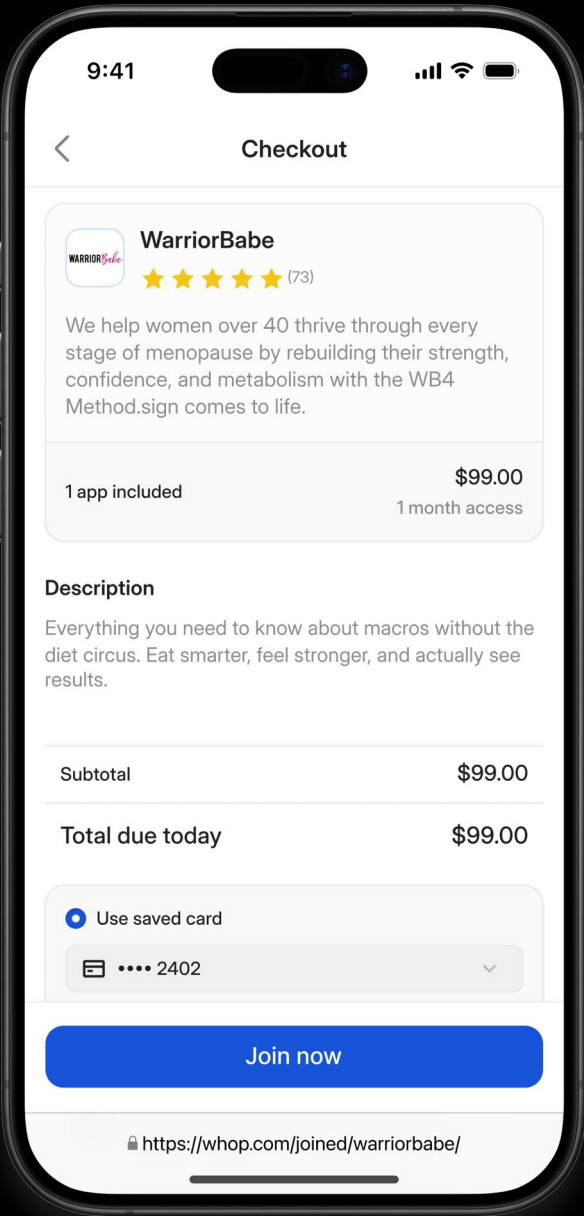 9:41
Checkout
WARRIORBabe
WarriorBabe
(73)
We help women over 40 thrive through every
stage of menopause by rebuilding their strength,
confidence, and metabolism with the WB4
Method.sign comes to life.
1 app included
$99.00
1 month access
Description
Everything you need to know about macros without the
diet circus. Eat smarter, feel stronger, and actually see
results.
Subtotal $99.00
Total due today $99.00
Use saved card
•••• 2402
Join now
https://whop.com/joined/warriorbabe/